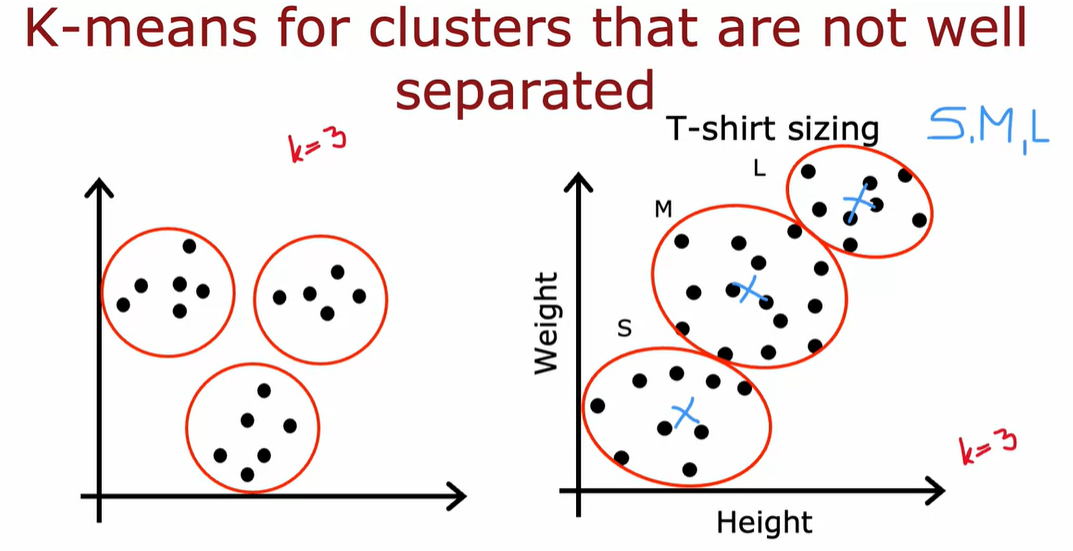 K-means for clusters that are not well
separated
k=3
T-shirt sizing
S,M,L
L
M
S
Weight
Height
k=3